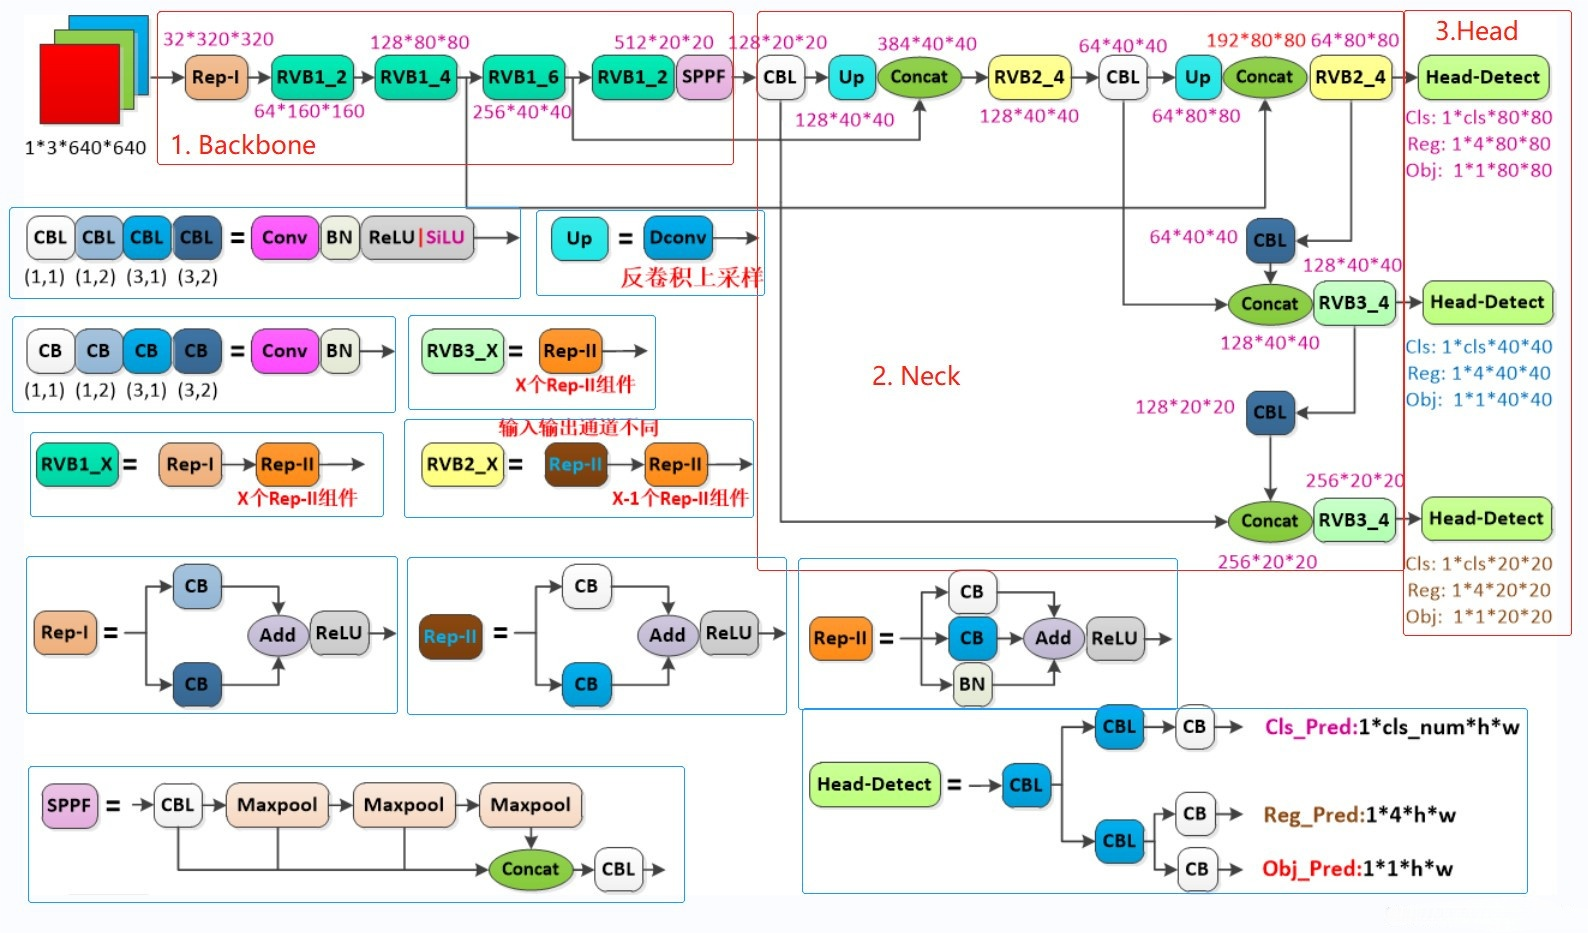 32*320*320
128*80*80
512*20*20
128*20*20
384*40*40
64*40*40
192*80*80
64*80*80
3.Head
Rep-I
RVB1_2
RVB1_4
RVB1_6
RVB1_2
SPPF
CBL
Up
Concat
RVB2_4
CBL
Up
Concat
RVB2_4
Head-Detect
64*160*160
256*40*40
128*40*40
128*40*40
64*80*80
Cls: 1*cls*80*80
Reg: 1*4*80*80
Obj: 1*1*80*80
1*3*640*640
1. Backbone
CBL CBL CBL CBL = Conv BN ReLU|SiLU
(1,1) (1,2) (3,1) (3,2)
Up = Dconv
反卷积上采样
64*40*40
CBL
128*40*40
Concat
RVB3_4
Head-Detect
128*40*40
Cls: 1*cls*40*40
Reg: 1*4*40*40
Obj: 1*1*40*40
CB CB CB CB = Conv BN
(1,1) (1,2) (3,1) (3,2)
RVB3_X = Rep-II
X个Rep-II组件
2. Neck
128*20*20
CBL
RVB1_X = Rep-I Rep-II
X个Rep-II组件
输入输出通道不同
RVB2_X = Rep-II Rep-II
X-1个Rep-II组件
256*20*20
Concat
RVB3_4
Head-Detect
256*20*20
Cls: 1*cls*20*20
Reg: 1*4*20*20
Obj: 1*1*20*20
CB
Rep-I = Add ReLU
CB
CB
Rep-II = Add ReLU
CB
CB
Rep-II = CB Add ReLU
BN
SPPF = CBL Maxpool Maxpool Maxpool
Concat CBL
CBL CB Cls_Pred:1*cls_num*h*w
Head-Detect = CBL
CB Reg_Pred:1*4*h*w
CBL
CB Obj_Pred:1*1*h*w